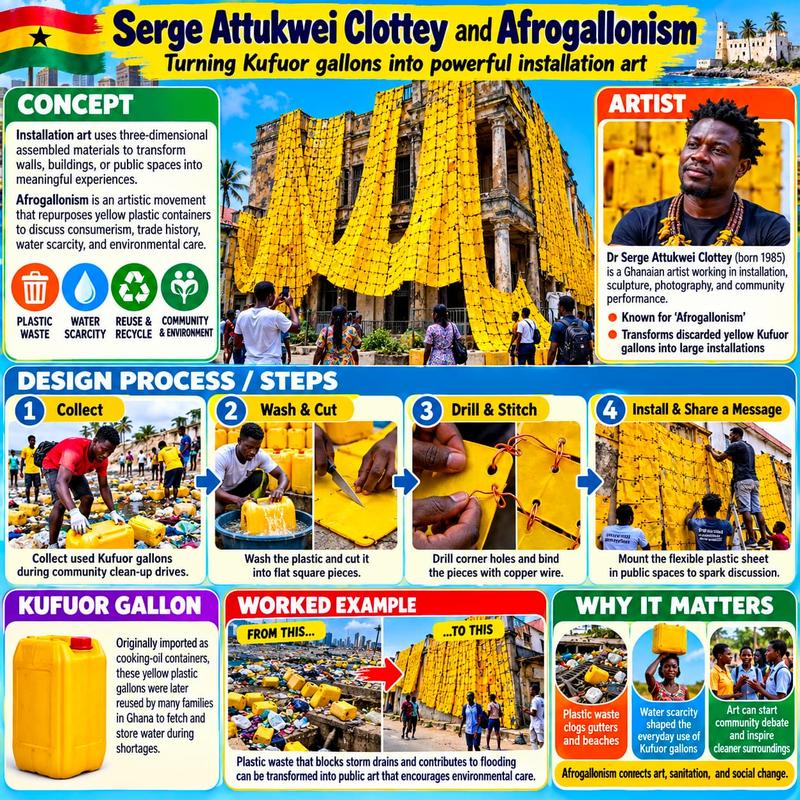 Serge Attukwei Clottey and Afrogallonism
Turning Kufuor gallons into powerful installation art
CONCEPT
Installation art uses three-dimensional
assembled materials to transform
walls, buildings, or public spaces into
meaningful experiences.
Afrogallonism is an artistic movement
that repurposes yellow plastic containers
to discuss consumerism, trade history,
water scarcity, and environmental care.
PLASTIC
WASTE
WATER
SCARCITY
REUSE &
RECYCLE
COMMUNITY
& ENVIRONMENT
ARTIST
Dr Serge Attukwei Clottey (born 1985)
is a Ghanaian artist working in installation,
sculpture, photography, and community
performance.
Known for 'Afrogallonism'
Transforms discarded yellow Kufuor
gallons into large installations
DESIGN PROCESS / STEPS
1 Collect
Collect used Kufuor gallons
during community clean-up drives.
2 Wash & Cut
Wash the plastic and cut it
into flat square pieces.
3 Drill & Stitch
Drill corner holes and bind
the pieces with copper wire.
4 Install & Share a Message
Mount the flexible plastic sheet
in public spaces to spark discussion.
KUFUOR GALLON
Originally imported as
cooking-oil containers,
these yellow plastic
gallons were later
reused by many families
in Ghana to fetch and
store water during
shortages.
WORKED EXAMPLE
FROM THIS...
...TO THIS
Plastic waste that blocks storm drains and contributes to flooding
can be transformed into public art that encourages environmental care.
WHY IT MATTERS
Plastic waste
clogs gutters
and beaches
Water scarcity
shaped the
everyday use of
Kufuor gallons
Art can start
community debate
and inspire
cleaner surroundings
Afrogallonism connects art, sanitation, and social change.